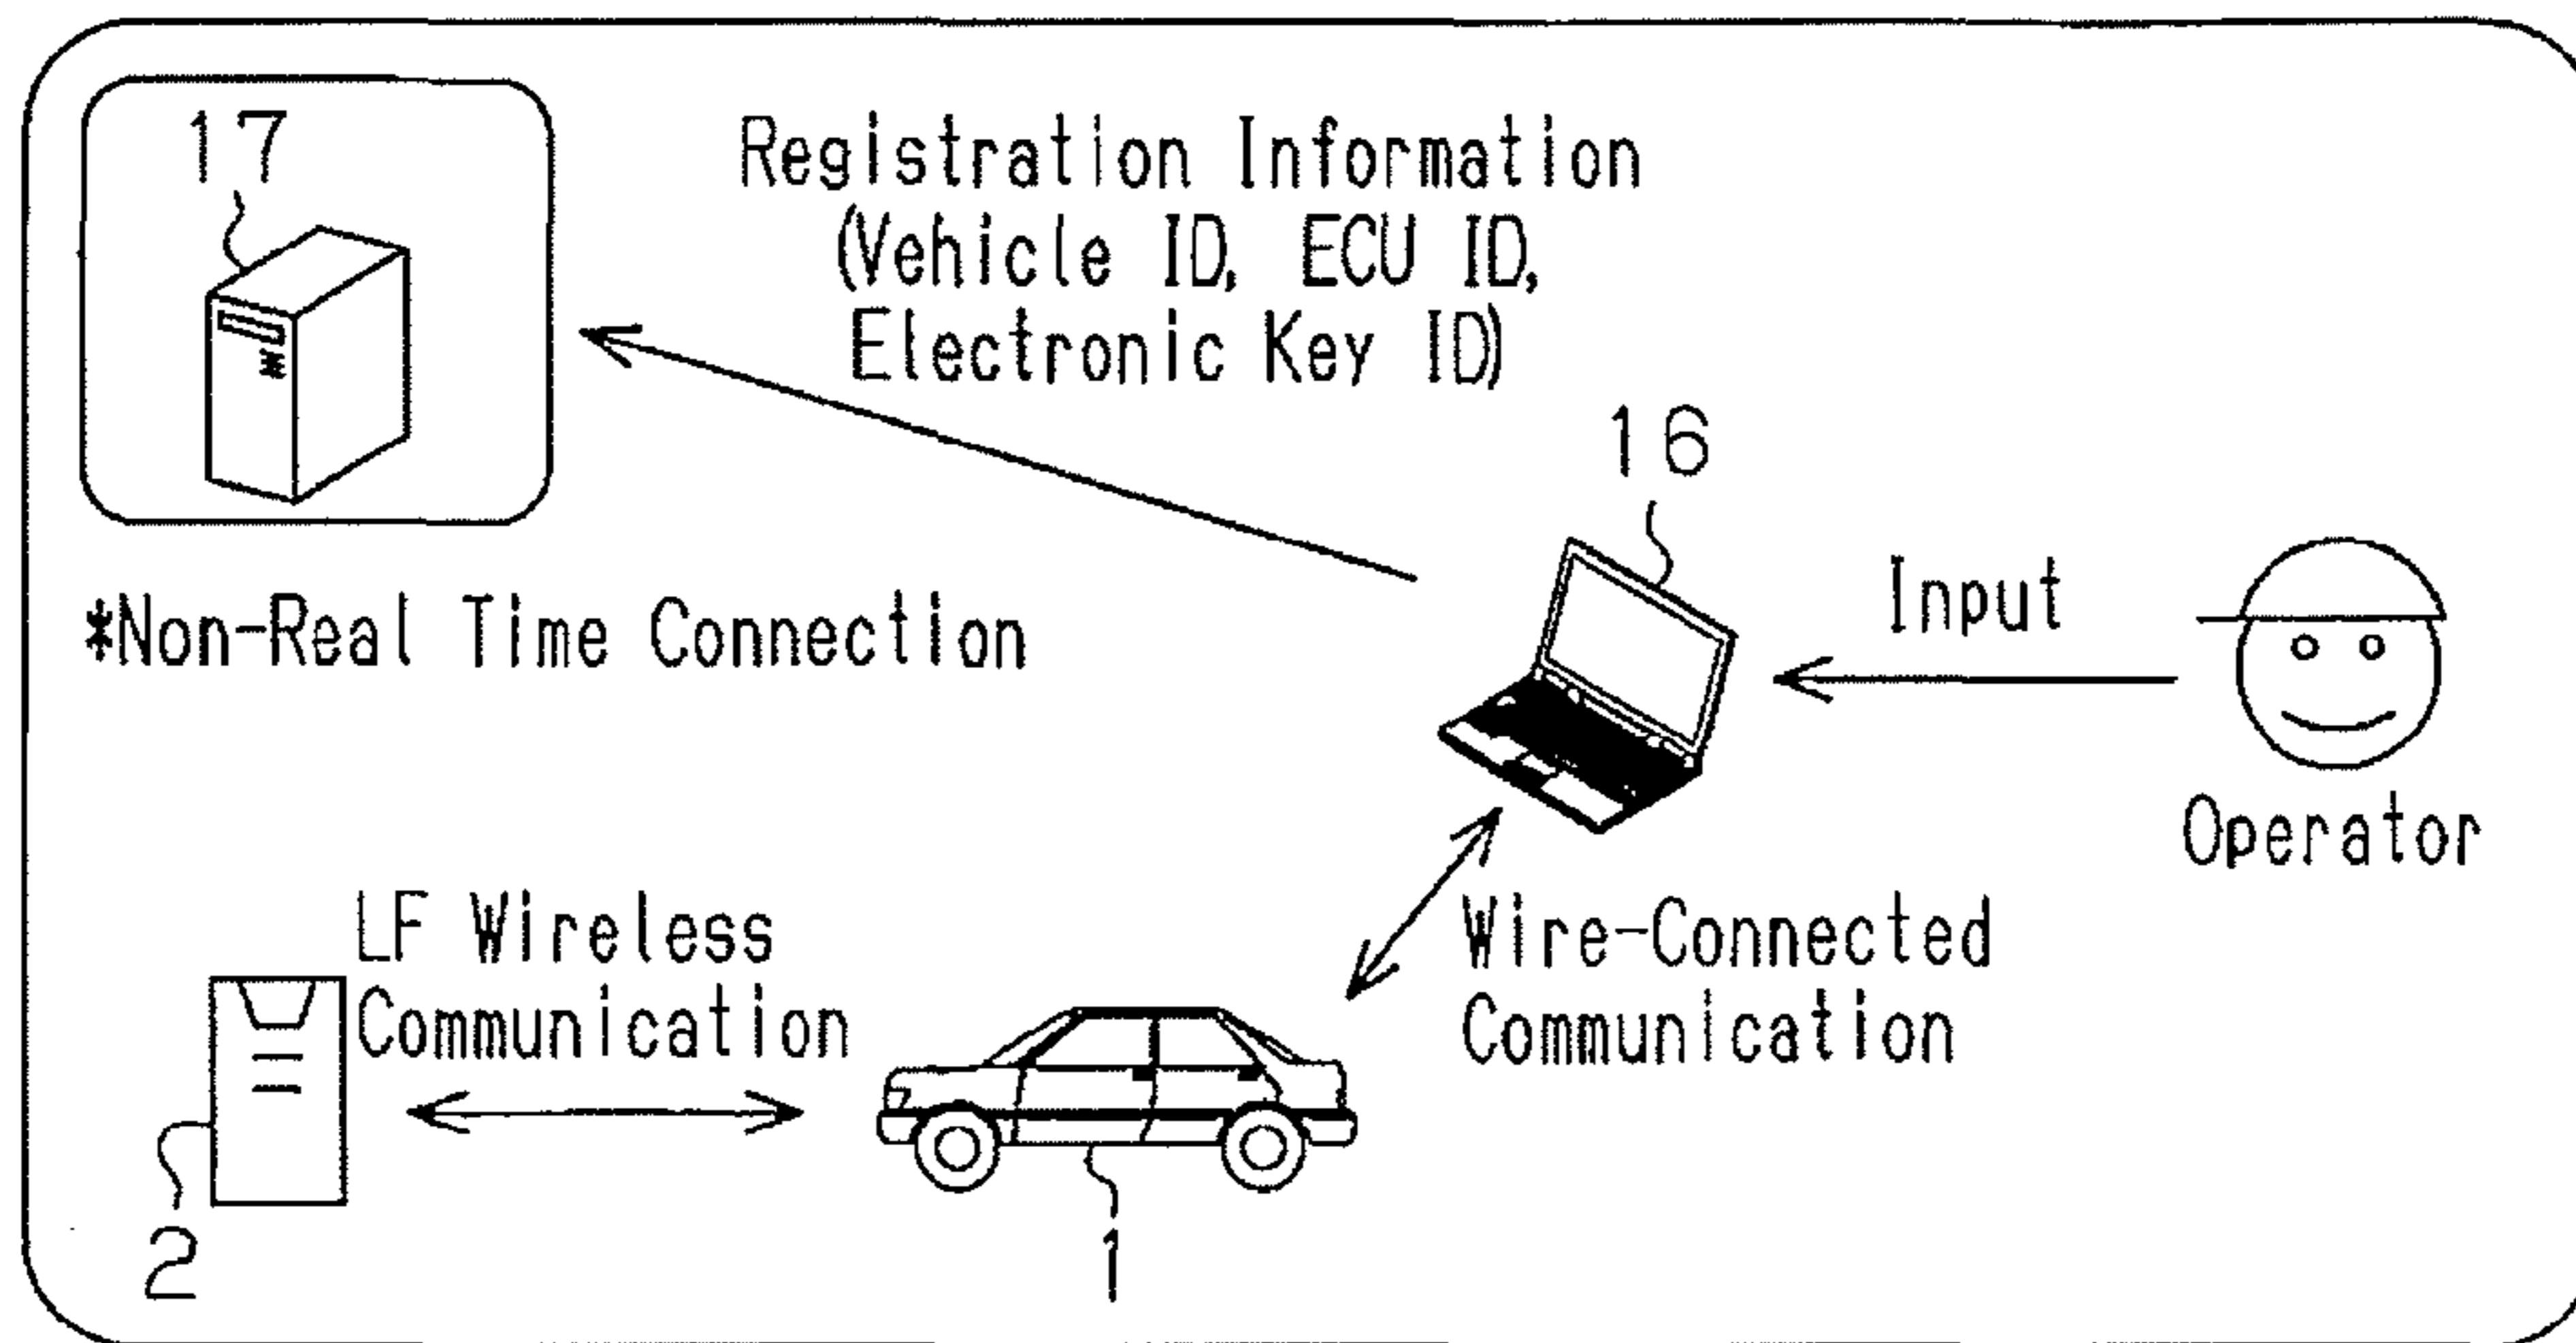 17
Registration Information
(Vehicle ID, ECU ID,
Electronic Key ID)
16
*Non-Real Time Connection
Input
Operator
LF Wireless
Communication
Wire-Connected
Communication
2
1